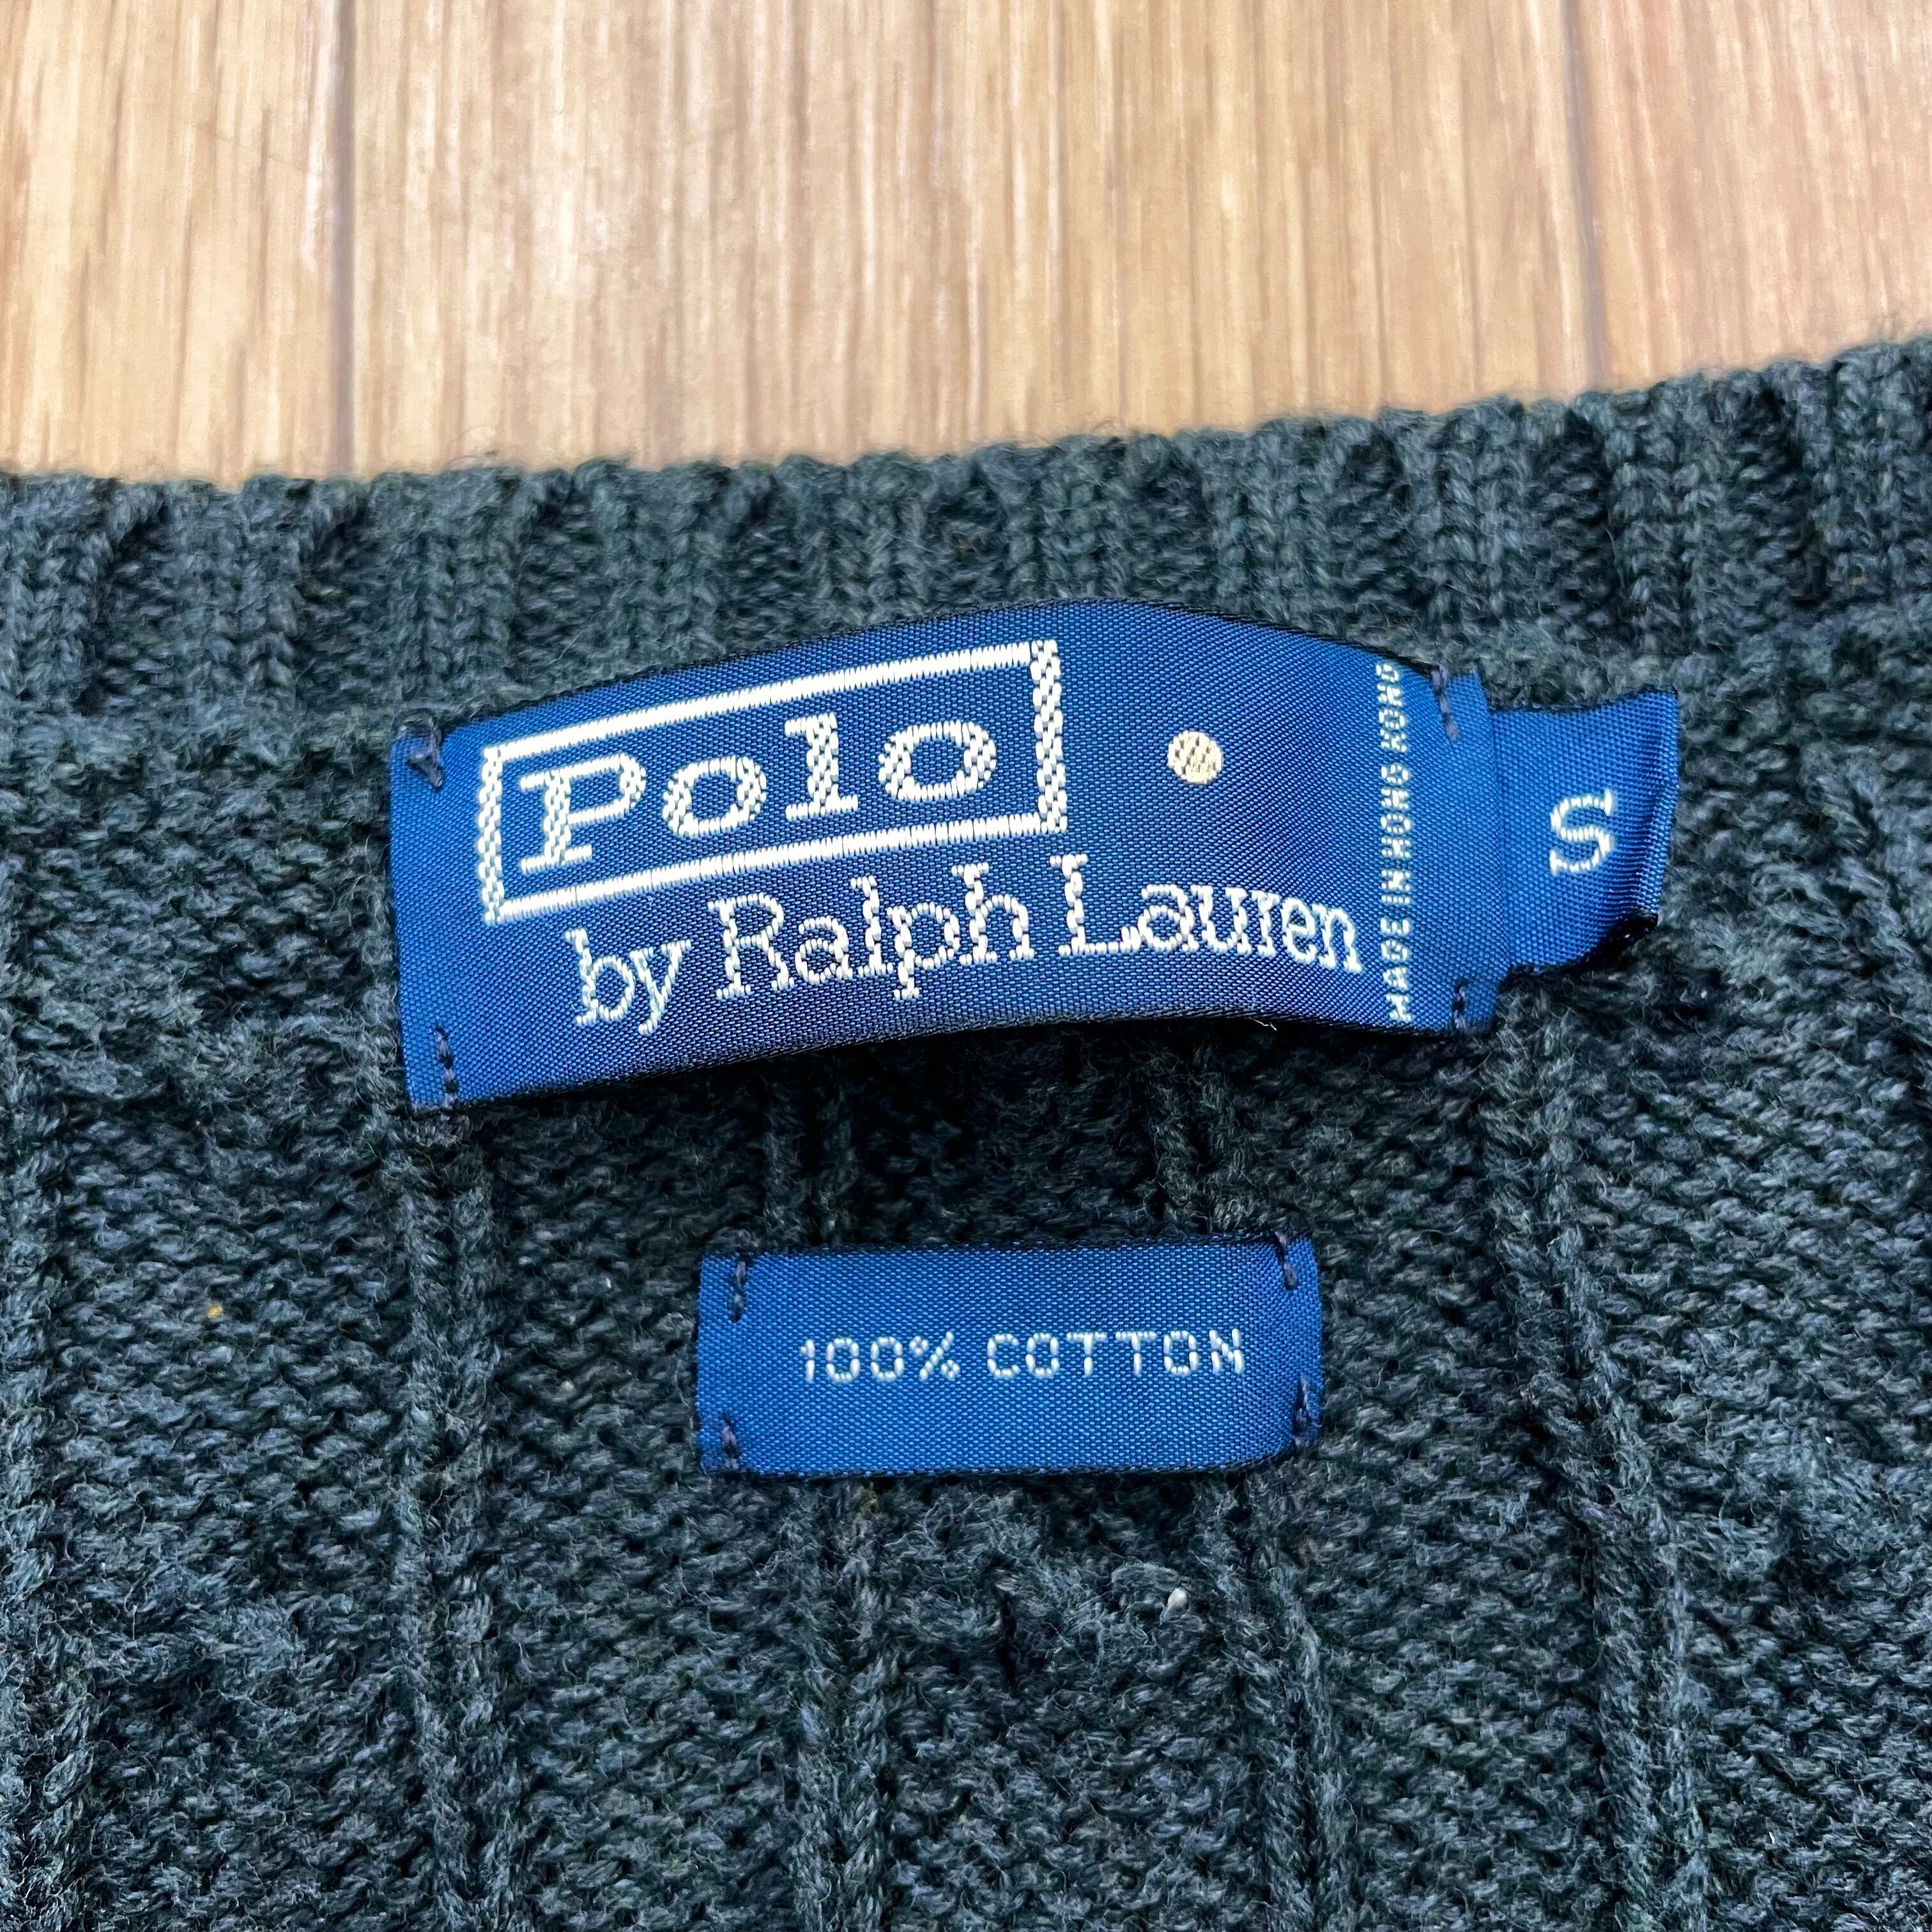 Polo
by Ralph Lauren
MADE IN HONG KONG
S
100% COTTON